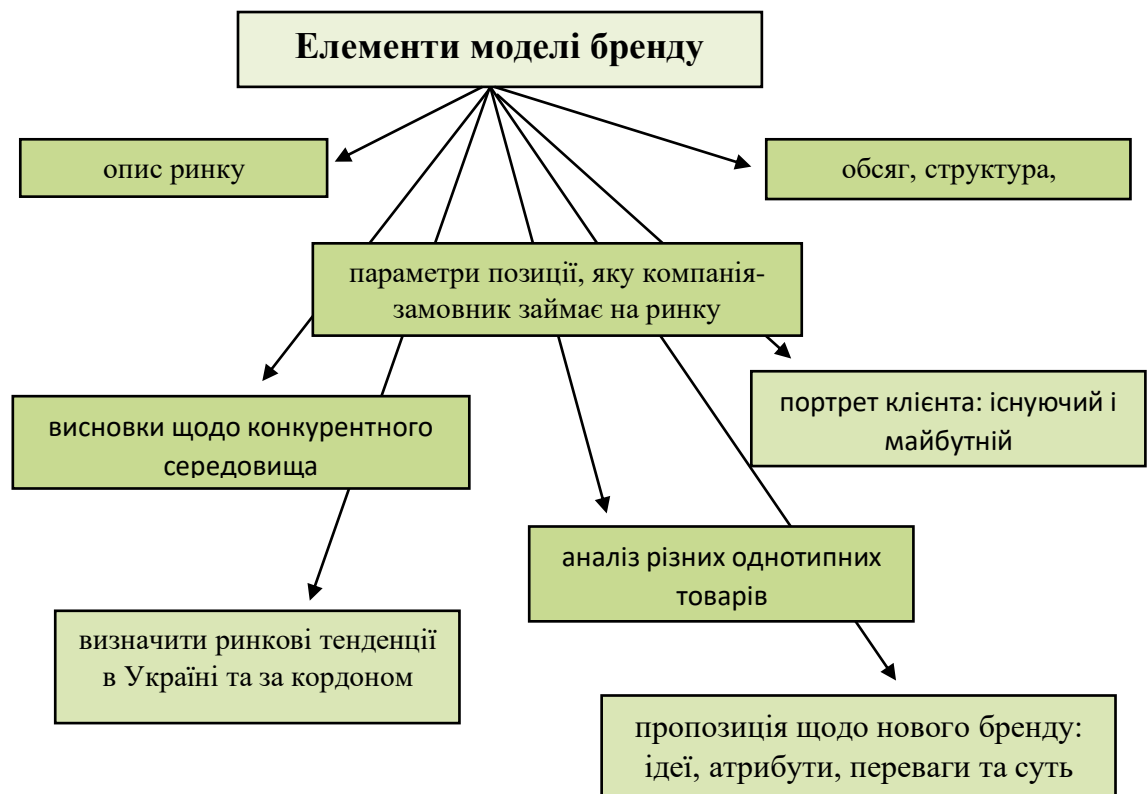 Елементи моделі бренду
опис ринку
обсяг, структура,
параметри позиції, яку компанія-
замовник займає на ринку
портрет клієнта: існуючий і
майбутній
висновки щодо конкурентного
середовища
аналіз різних однотипних
товарів
визначити ринкові тенденції
в Україні та за кордоном
пропозиція щодо нового бренду:
ідеї, атрибути, переваги та суть